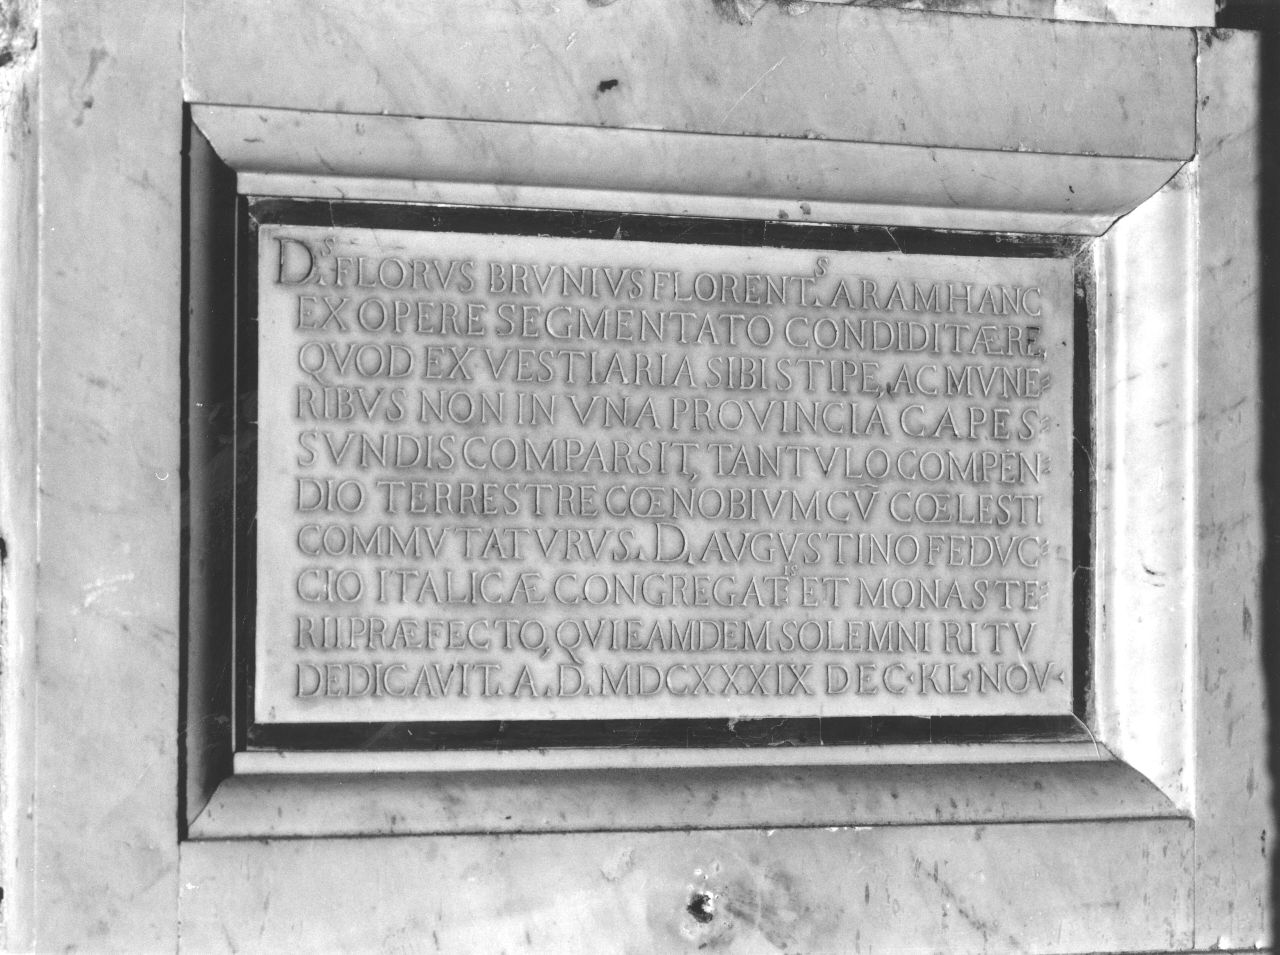 Dˢ. FLORVS BRVNIVS FLORENTˢ. ARAM HANC
EX OPERE SEGMENTATO CONDIDIT ÆRE,
QVOD EX VESTIARIA SIBI STIPE, AC MVNE=
RIBVS NON IN VNA PROVINCIA CAPES=
SVNDIS COMPARSIT, TANTVLO COMPEN=
DIO TERRESTRE CŒNOBIVM CV̄ CŒLESTI
COMMVTATVRVS. D. AVGVSTINO FEDVC=
CIO ITALICÆ CONGREGATᴵˢ ET MONASTE=
RII PRÆFECTO, QVI EAMDEM SOLEMNI RITV
DEDICAVIT. A. D. MDCXXXIX DEC· KL· NOV·